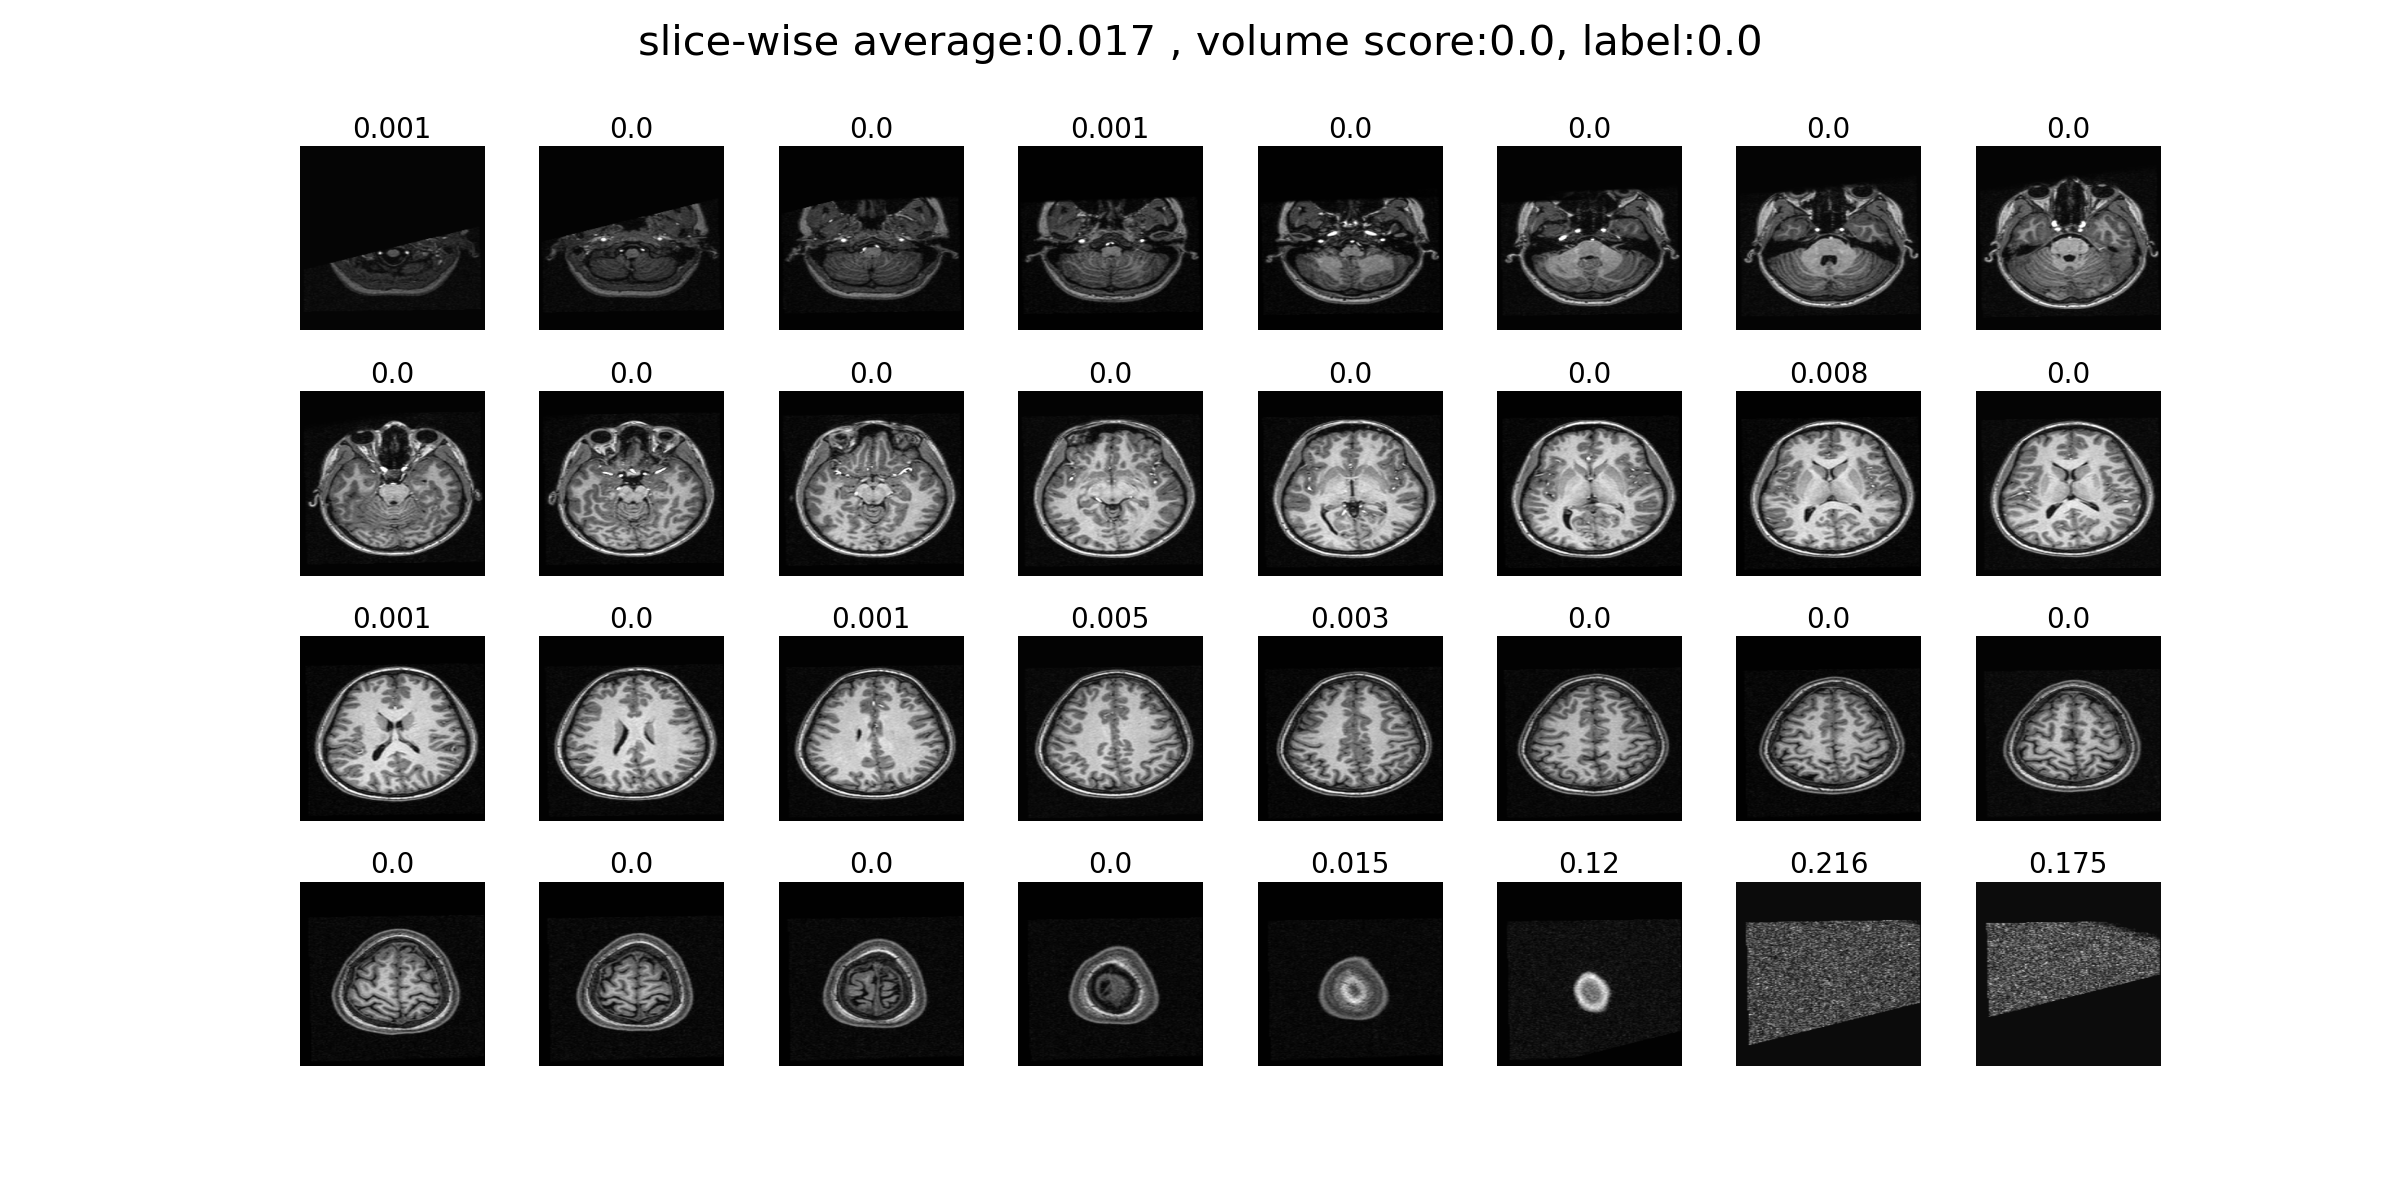 slice-wise average:0.017 , volume score:0.0, label:0.0
0.001 0.0 0.0 0.001 0.0 0.0 0.0 0.0
0.0 0.0 0.0 0.0 0.0 0.0 0.008 0.0
0.001 0.0 0.001 0.005 0.003 0.0 0.0 0.0
0.0 0.0 0.0 0.0 0.015 0.12 0.216 0.175